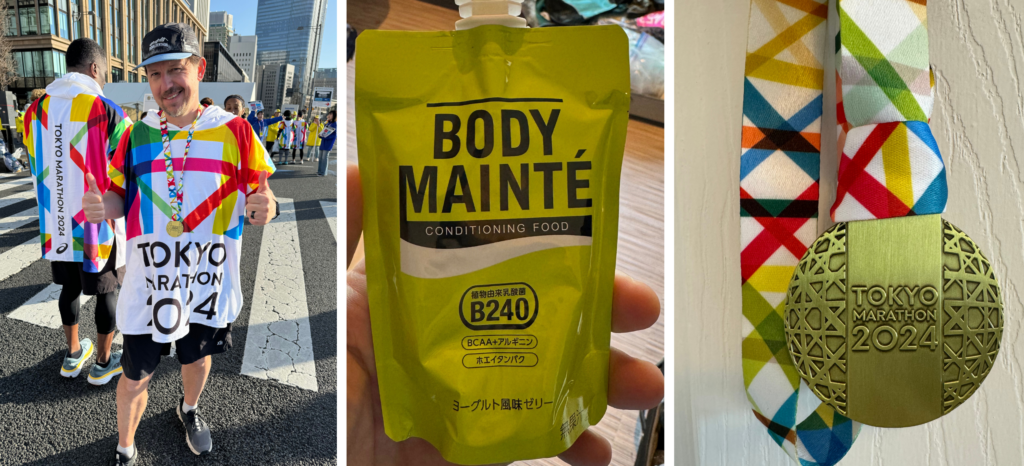 TOKYO MARATHON 2024
TOKYO
MARATHON
2024
BODY
MAINTÉ
CONDITIONING FOOD
植物由来乳酸菌
B240
BCAA+アルギニン
ホエイタンパク
ヨーグルト風味ゼリー
TOKYO
MARATHON
2024